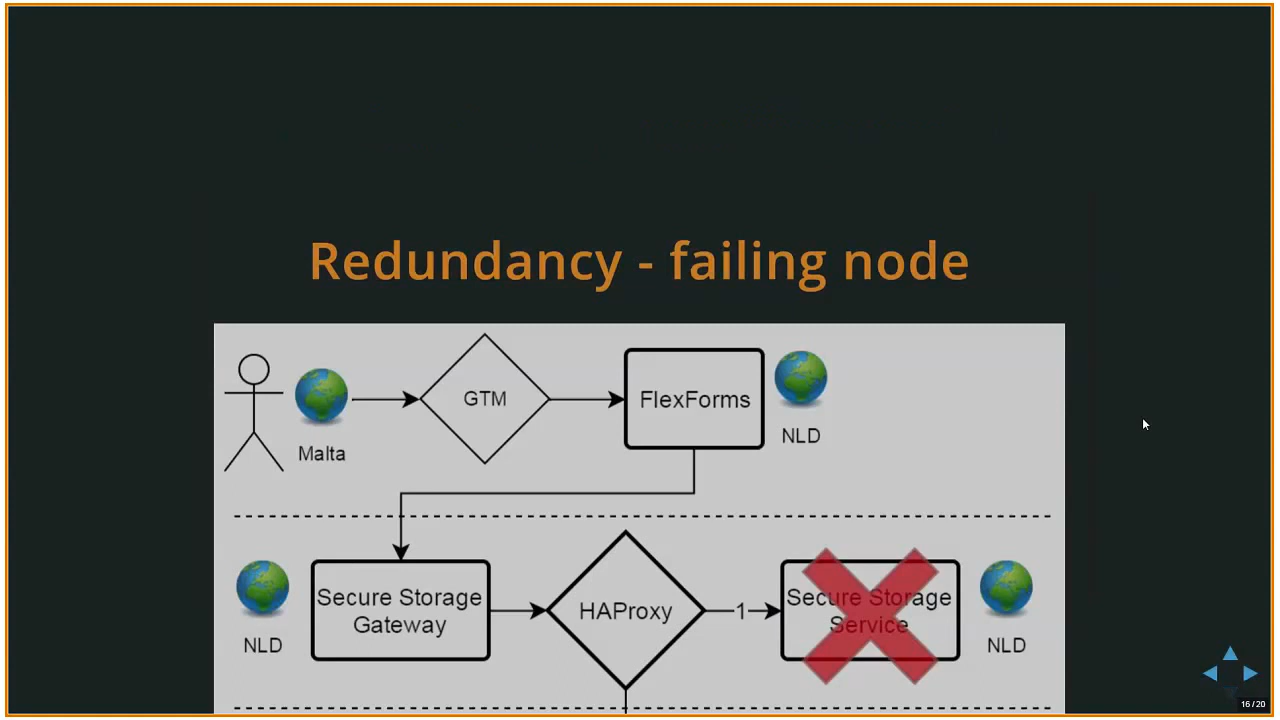 Redundancy - failing node
GTM
FlexForms
Malta
NLD
Secure Storage
Gateway
HAProxy
1
Secure Storage
Service
NLD
NLD
16 / 20